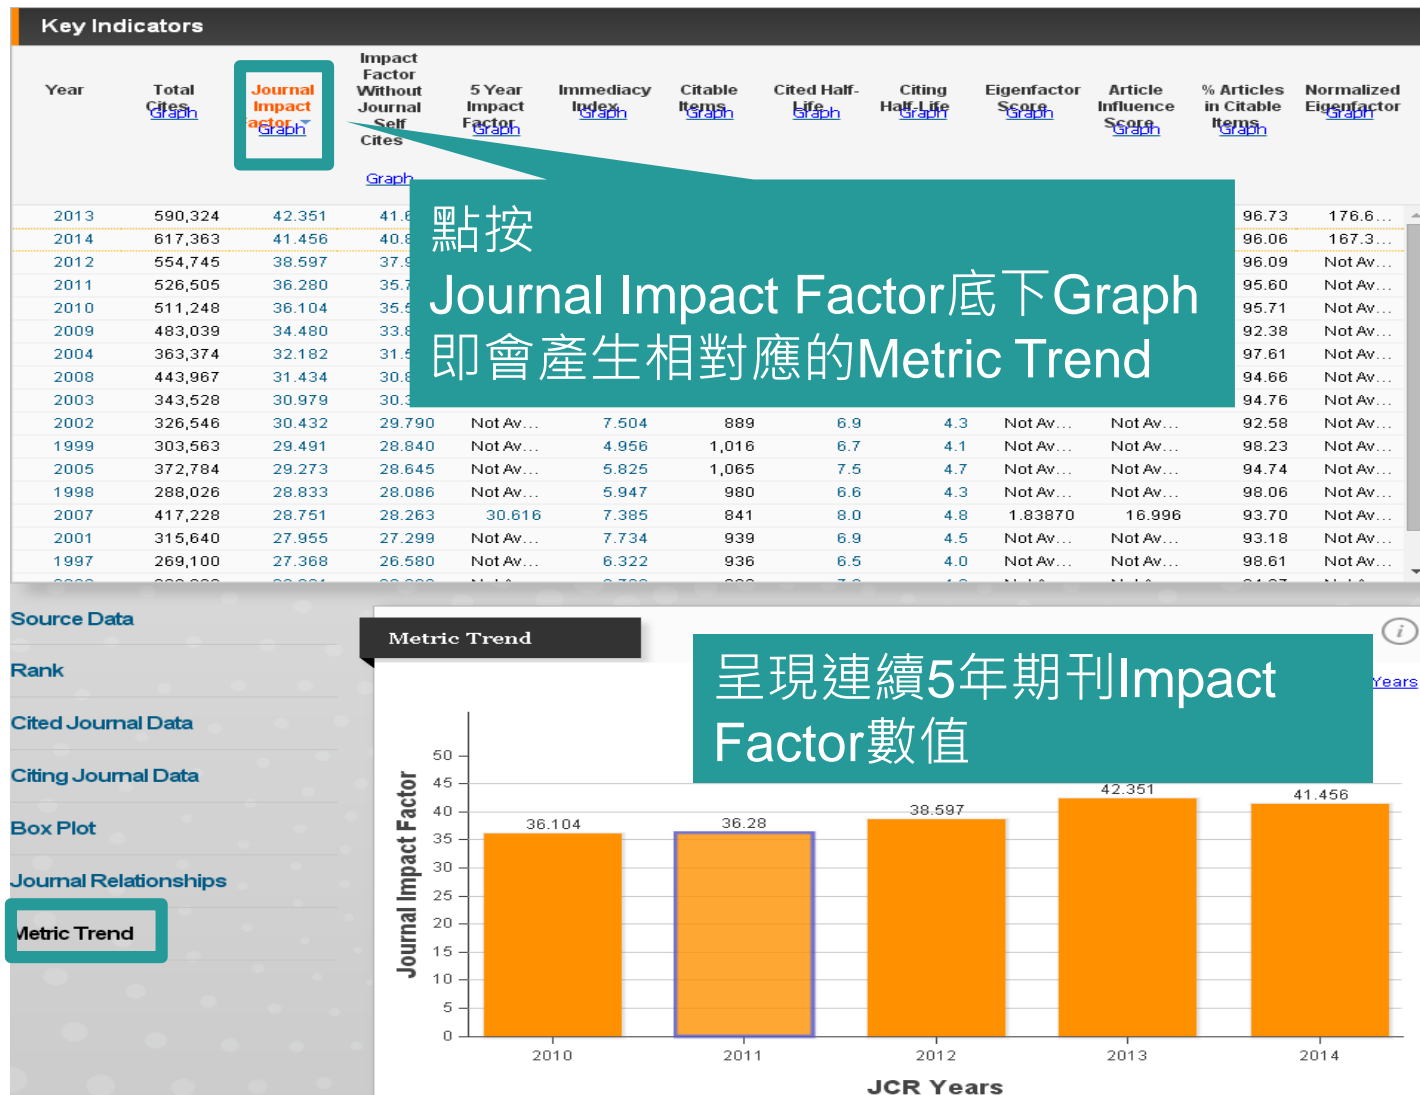 Key Indicators
Year Total Cites Graph Journal Impact Factor Graph Impact Factor Without Journal Self Cites Graph 5 Year Impact Factor Graph Immediacy Index Graph Citable Items Graph Cited Half-Life Graph Citing Half-Life Graph Eigenfactor Score Graph Article Influence Score Graph % Articles in Citable Items Graph Normalized Eigenfactor Graph
2013 590,324 42.351 96.73 176.6...
2014 617,363 41.456 96.06 167.3...
2012 554,745 38.597 96.09 Not Av...
2011 526,505 36.280 95.60 Not Av...
2010 511,248 36.104 95.71 Not Av...
2009 483,039 34.480 92.38 Not Av...
2004 363,374 32.182 97.61 Not Av...
2008 443,967 31.434 94.66 Not Av...
2003 343,528 30.979 94.76 Not Av...
2002 326,546 30.432 29.790 Not Av... 7.504 889 6.9 4.3 Not Av... Not Av... 92.58 Not Av...
1999 303,563 29.491 28.840 Not Av... 4.956 1,016 6.7 4.1 Not Av... Not Av... 98.23 Not Av...
2005 372,784 29.273 28.645 Not Av... 5.825 1,065 7.5 4.7 Not Av... Not Av... 94.74 Not Av...
1998 288,026 28.833 28.086 Not Av... 5.947 980 6.6 4.3 Not Av... Not Av... 98.06 Not Av...
2007 417,228 28.751 28.263 30.616 7.385 841 8.0 4.8 1.83870 16.996 93.70 Not Av...
2001 315,640 27.955 27.299 Not Av... 7.734 939 6.9 4.5 Not Av... Not Av... 93.18 Not Av...
1997 269,100 27.368 26.580 Not Av... 6.322 936 6.5 4.0 Not Av... Not Av... 98.61 Not Av...
點按
Journal Impact Factor底下Graph
即會產生相對應的Metric Trend
Source Data
Rank
Cited Journal Data
Citing Journal Data
Box Plot
Journal Relationships
Metric Trend
Metric Trend
i
Years
呈現連續5年期刊Impact
Factor數值
Journal Impact Factor
50
45
40
35
30
25
20
15
10
5
0
36.104 36.28 38.597 42.351 41.456
2010 2011 2012 2013 2014
JCR Years